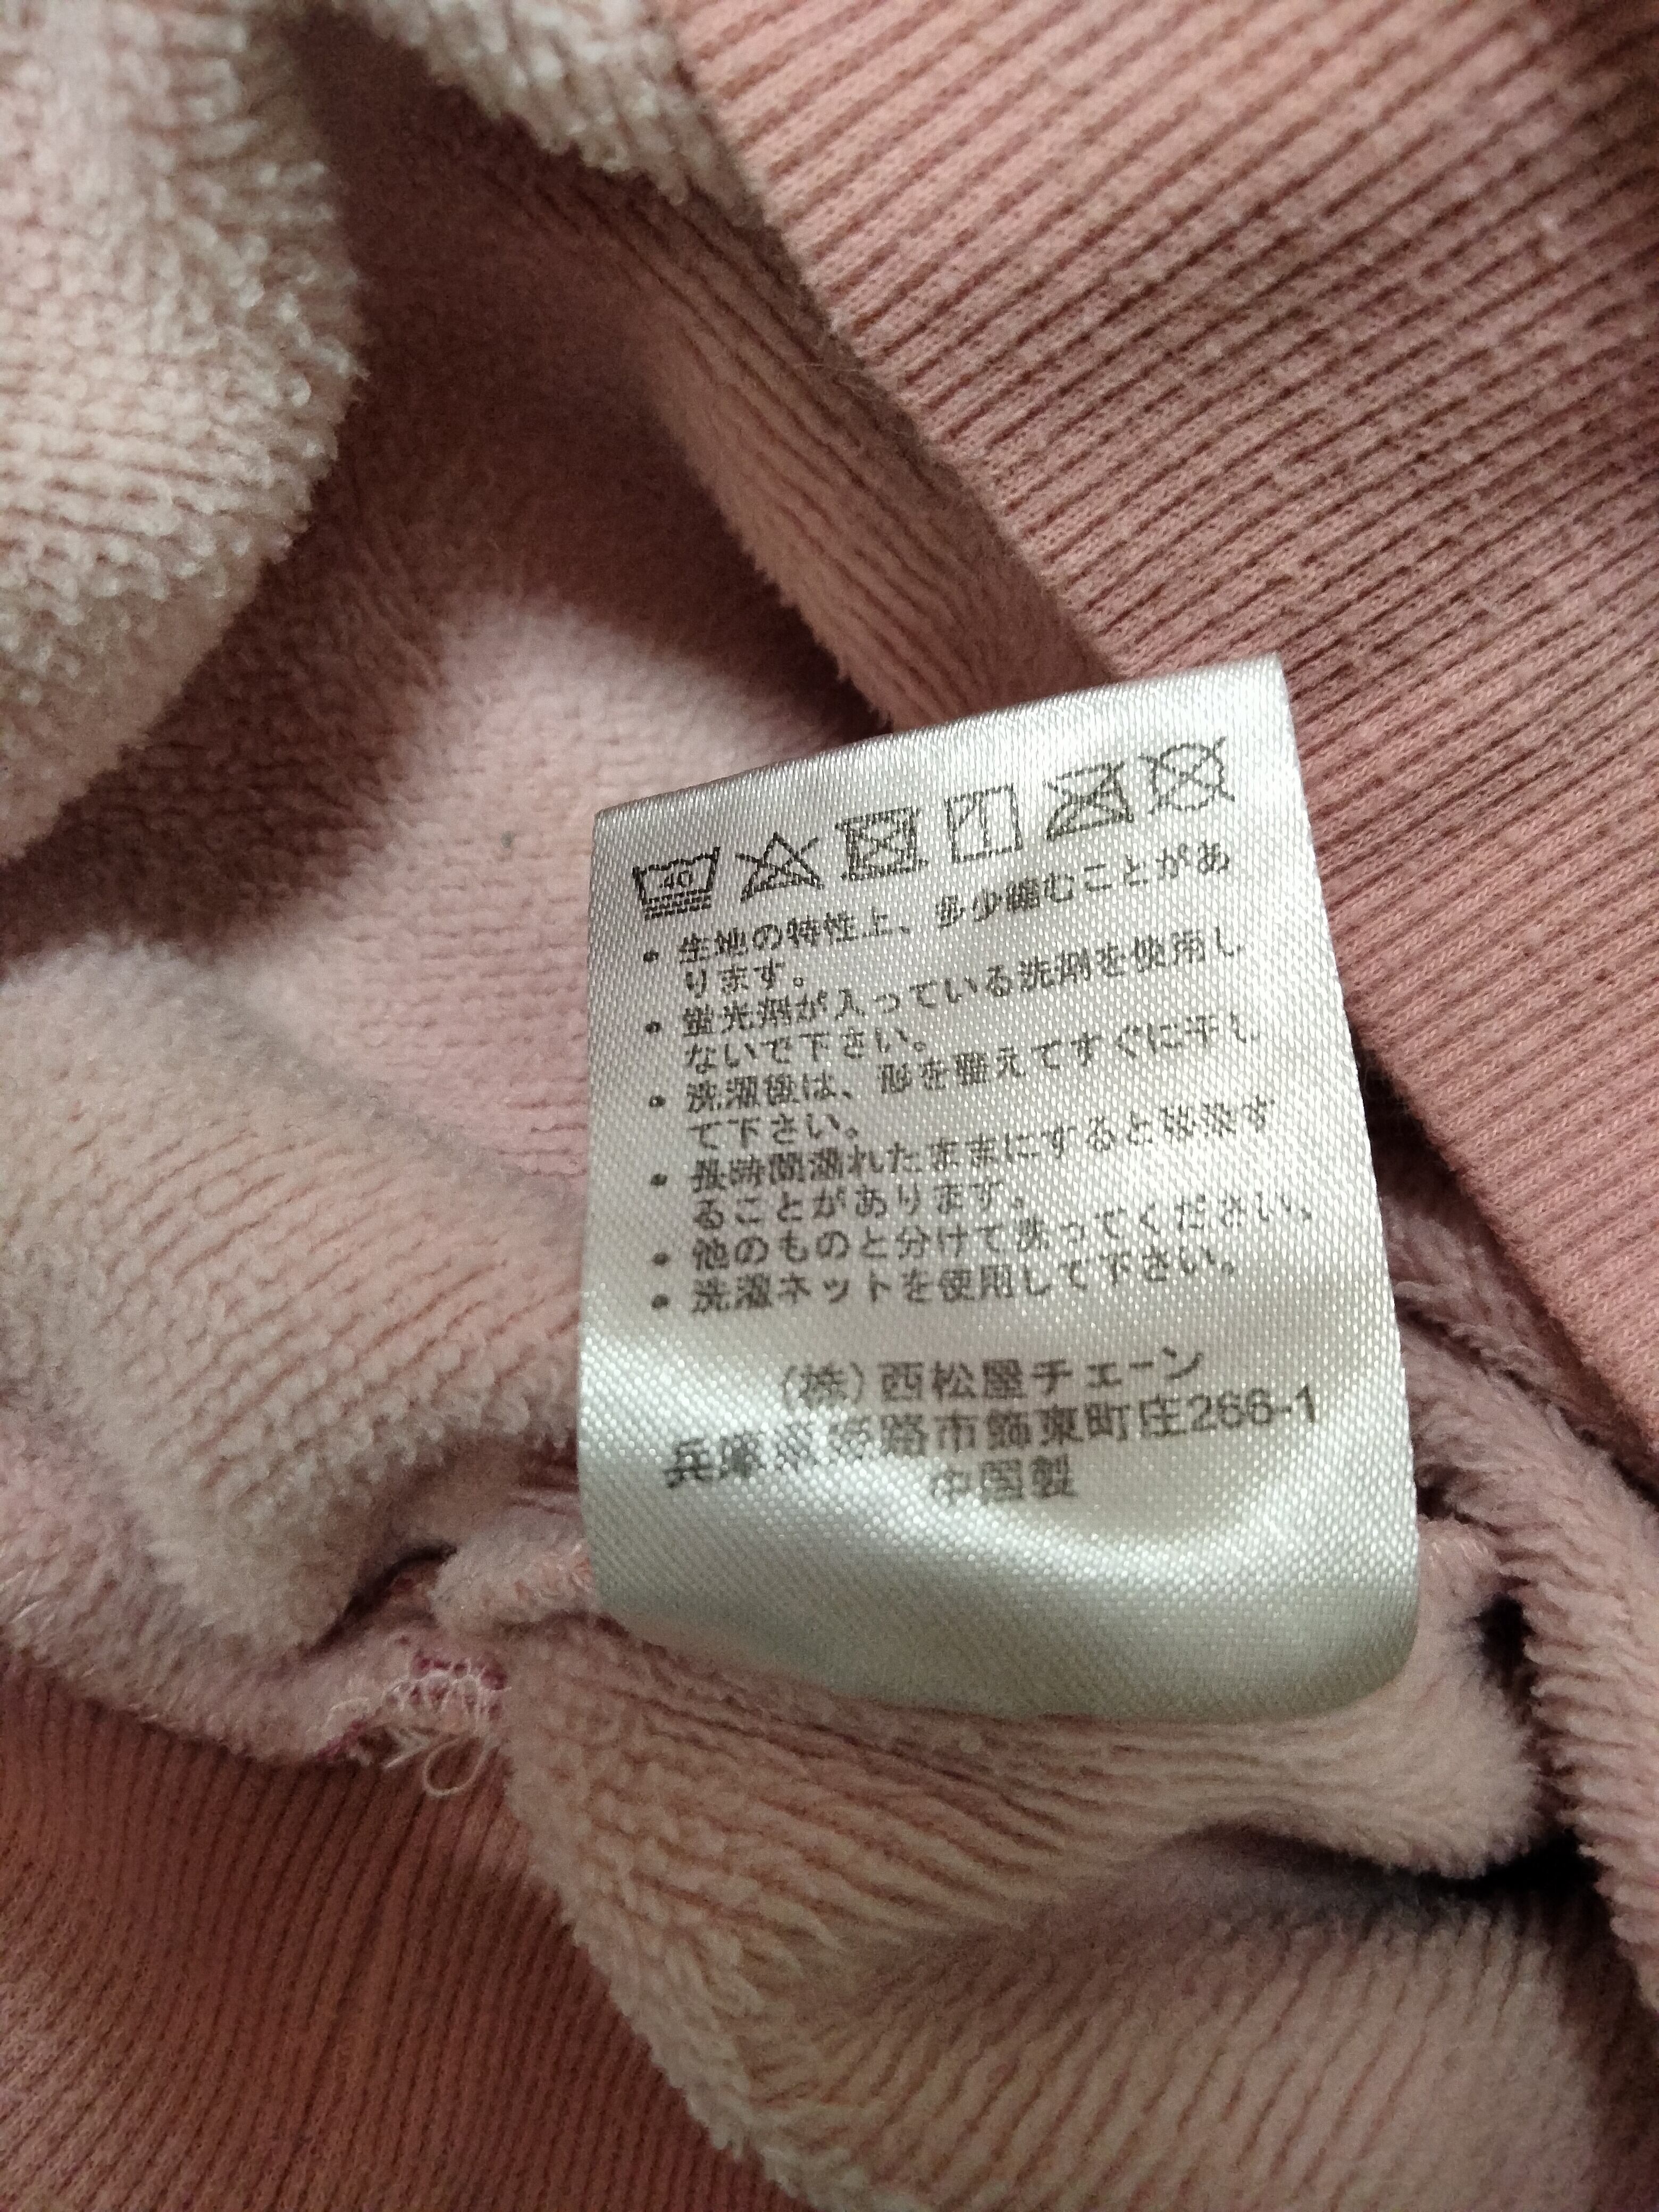 40
・生地の特性上、多少縮むことがあ
ります。
・蛍光剤が入っている洗剤を使用し
ないで下さい。
・洗濯後は、形を整えてすぐに干し
て下さい。
・長時間濡れたままにすると移染す
ることがあります。
・他のものと分けて洗ってください。
・洗濯ネットを使用して下さい。
(株)西松屋チェーン
兵庫県姫路市飾東町庄266-1
中国製